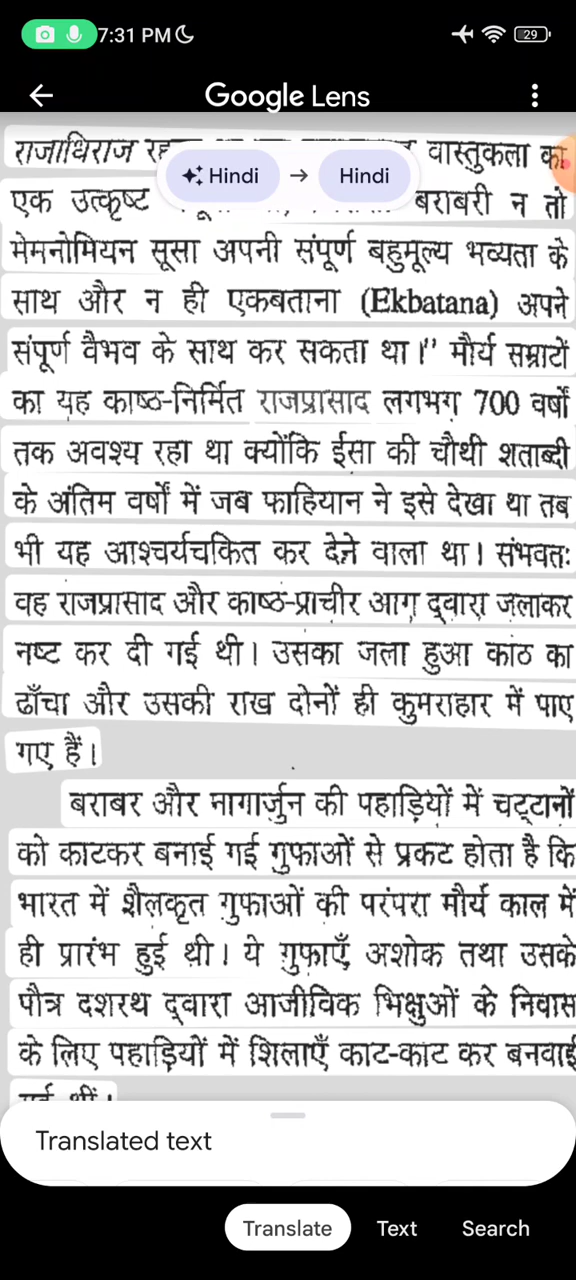 7:31 PM
29
Google Lens
राजाधिराज वास्तुकला का
Hindi → Hindi
एक उत्कृष्ट बराबरी न तो
मेमनोमियन सूसा अपनी संपूर्ण बहुमूल्य भव्यता के
साथ और न ही एकबताना (Ekbatana) अपने
संपूर्ण वैभव के साथ कर सकता था।” मौर्य सम्राटों
का यह काष्ठ-निर्मित राजप्रासाद लगभग 700 वर्षों
तक अवश्य रहा था क्योंकि ईसा की चौथी शताब्दी
के अंतिम वर्षों में जब फाहियान ने इसे देखा था तब
भी यह आश्चर्यचकित कर देने वाला था। संभवतः
वह राजप्रासाद और काष्ठ-प्राचीर आग द्वारा जलाकर
नष्ट कर दी गई थी। उसका जला हुआ काठ का
ढाँचा और उसकी राख दोनों ही कुमराहार में पाए
गए हैं।
बराबर और नागार्जुन की पहाड़ियों में चट्टानों
को काटकर बनाई गई गुफाओं से प्रकट होता है कि
भारत में शैलकृत गुफाओं की परंपरा मौर्य काल में
ही प्रारंभ हुई थी। ये गुफाएँ अशोक तथा उसके
पौत्र दशरथ द्वारा आजीविक भिक्षुओं के निवास
के लिए पहाड़ियों में शिलाएँ काट-काट कर बनवाई
Translated text
Translate Text Search